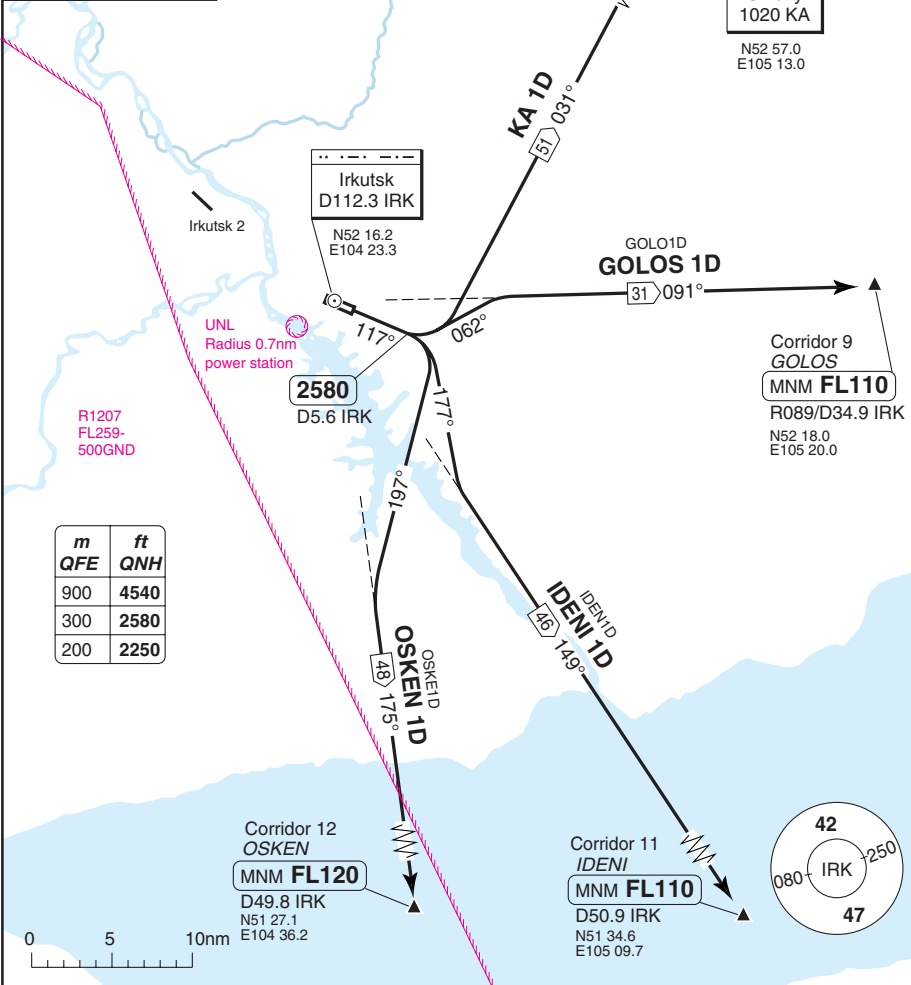 1020 KA
N52 57.0
E105 13.0
KA 1D
51
031°
Irkutsk
D112.3 IRK
N52 16.2
E104 23.3
Irkutsk 2
GOLO1D
GOLOS 1D
31
091°
117°
062°
UNL
Radius 0.7nm
power station
2580
D5.6 IRK
177°
Corridor 9
GOLOS
MNM FL110
R089/D34.9 IRK
N52 18.0
E105 20.0
R1207
FL259-
500GND
197°
m ft
QFE QNH
900 4540
300 2580
200 2250
IDEN1D
IDENI 1D
46
149°
OSKE1D
OSKEN 1D
48
175°
Corridor 12
OSKEN
MNM FL120
D49.8 IRK
N51 27.1
E104 36.2
Corridor 11
IDENI
MNM FL110
D50.9 IRK
N51 34.6
E105 09.7
42
080
IRK
250
47
0 5 10nm